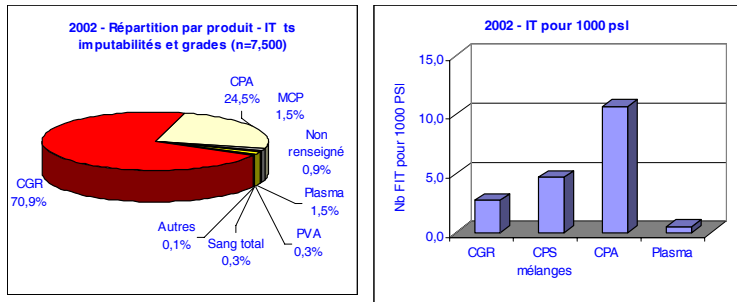 2002 - Répartition par produit - IT ts
imputabilités et grades (n=7,500)
CPA
24,5%
MCP
1,5%
Non
renseigné
0,9%
Plasma
1,5%
PVA
0,3%
Sang total
0,3%
Autres
0,1%
CGR
70,9%
2002 - IT pour 1000 psl
Nb FIT pour 1000 PSl
15,0
10,0
5,0
0,0
CGR
CPS
mélanges
CPA
Plasma